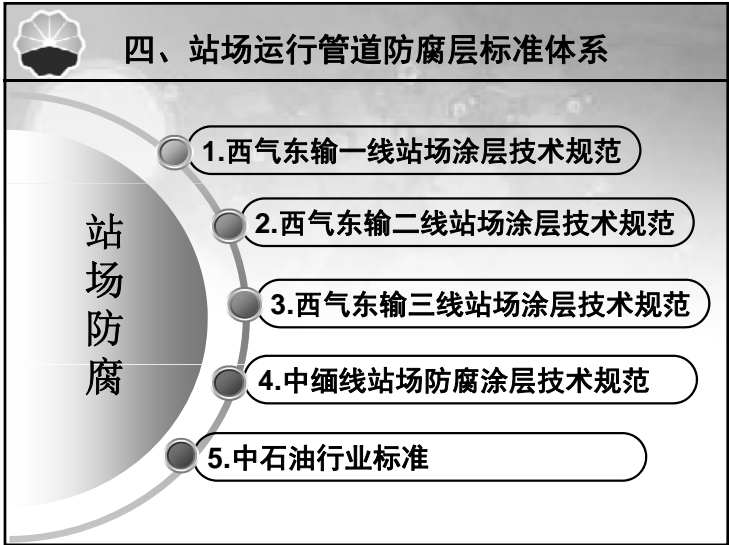 四、站场运行管道防腐层标准体系
1.西气东输一线站场涂层技术规范
2.西气东输二线站场涂层技术规范
3.西气东输三线站场涂层技术规范
4.中缅线站场防腐涂层技术规范
5.中石油行业标准
站场防腐